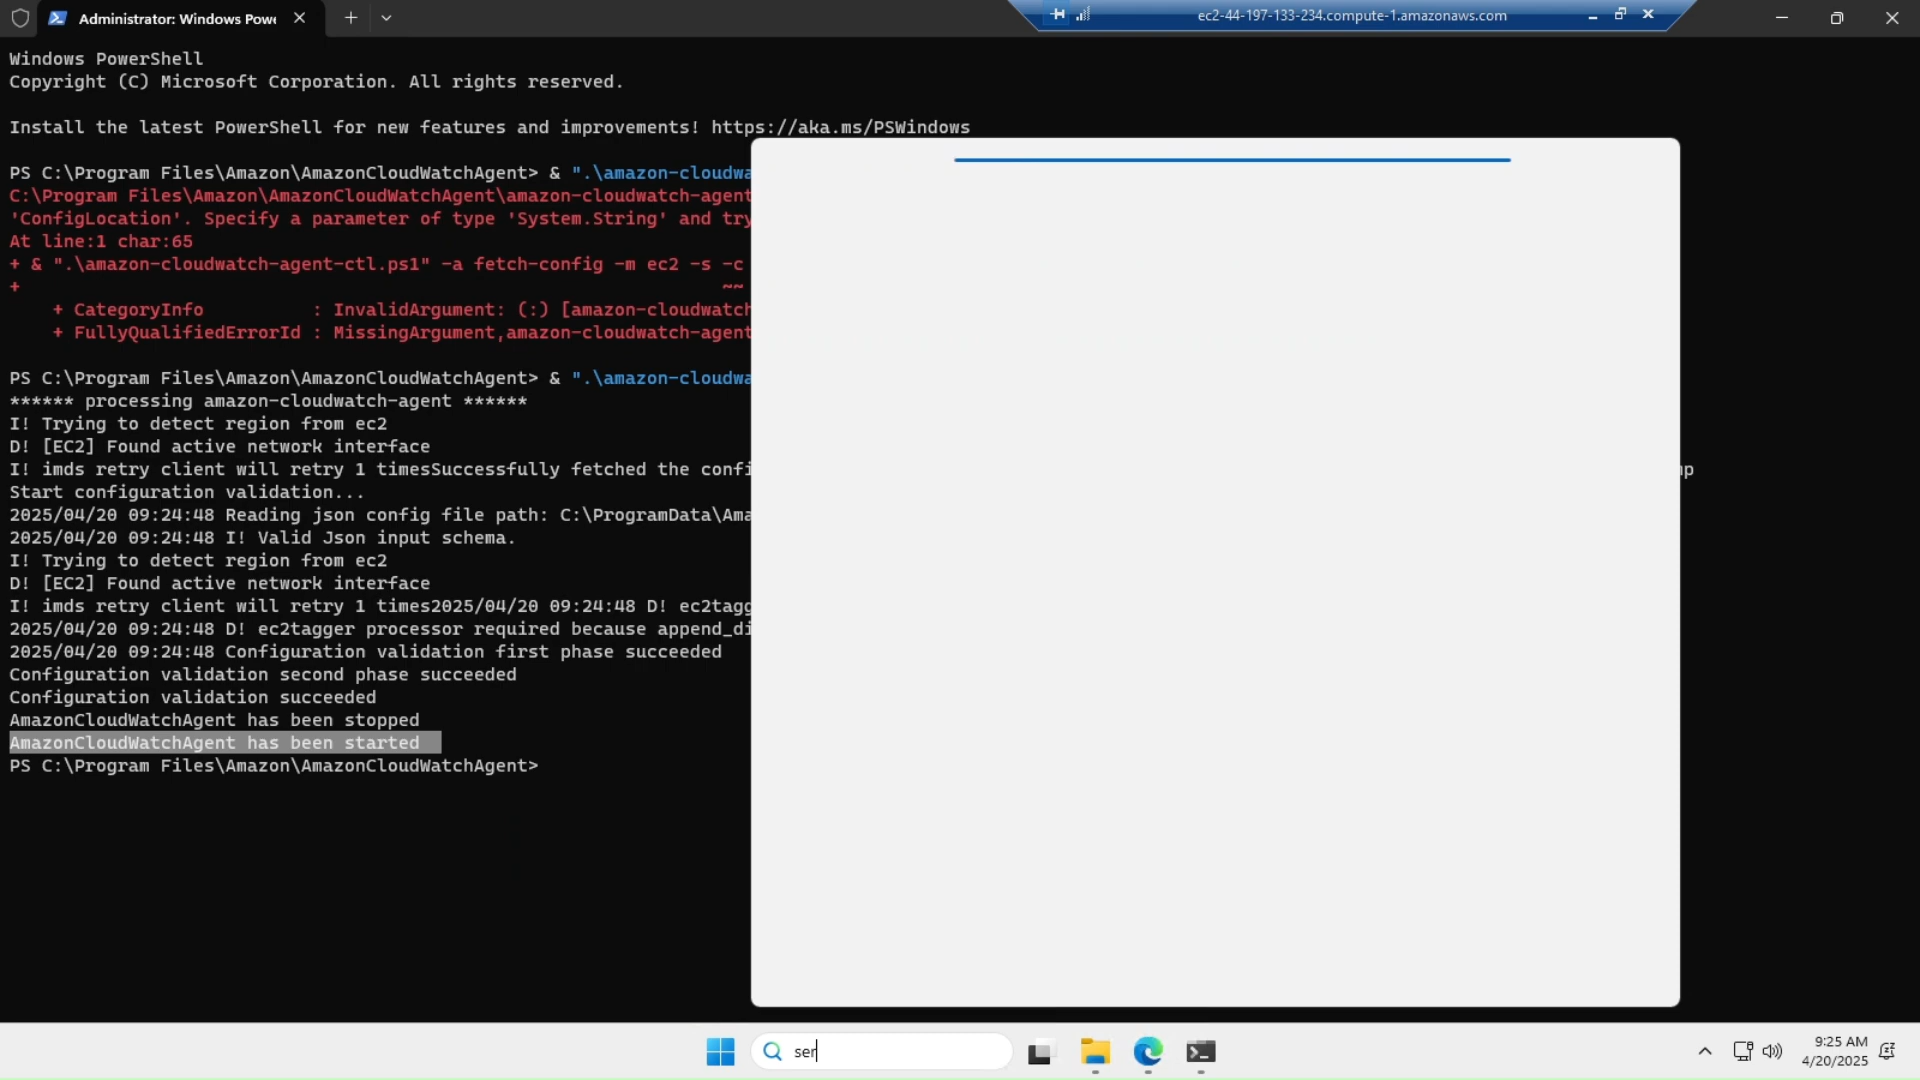 Administrator: Windows Powe
ec2-44-197-133-234.compute-1.amazonaws.com
Windows PowerShell
Copyright (C) Microsoft Corporation. All rights reserved.
Install the latest PowerShell for new features and improvements! https://aka.ms/PSWindows
PS C:\Program Files\Amazon\AmazonCloudWatchAgent> & ".\amazon-cloudwa
C:\Program Files\Amazon\AmazonCloudWatchAgent\amazon-cloudwatch-agent
'ConfigLocation'. Specify a parameter of type 'System.String' and try
At line:1 char:65
+ & ".\amazon-cloudwatch-agent-ctl.ps1" -a fetch-config -m ec2 -s -c
+ ~~
+ CategoryInfo : InvalidArgument: (:) [amazon-cloudwatch
+ FullyQualifiedErrorId : MissingArgument,amazon-cloudwatch-agent
PS C:\Program Files\Amazon\AmazonCloudWatchAgent> & ".\amazon-cloudwa
****** processing amazon-cloudwatch-agent ******
I! Trying to detect region from ec2
D! [EC2] Found active network interface
I! imds retry client will retry 1 timesSuccessfully fetched the confi mp
Start configuration validation...
2025/04/20 09:24:48 Reading json config file path: C:\ProgramData\Ama
2025/04/20 09:24:48 I! Valid Json input schema.
I! Trying to detect region from ec2
D! [EC2] Found active network interface
I! imds retry client will retry 1 times2025/04/20 09:24:48 D! ec2tagg
2025/04/20 09:24:48 D! ec2tagger processor required because append_di
2025/04/20 09:24:48 Configuration validation first phase succeeded
Configuration validation second phase succeeded
Configuration validation succeeded
AmazonCloudWatchAgent has been stopped
AmazonCloudWatchAgent has been started
PS C:\Program Files\Amazon\AmazonCloudWatchAgent>
ser
9:25 AM
4/20/2025